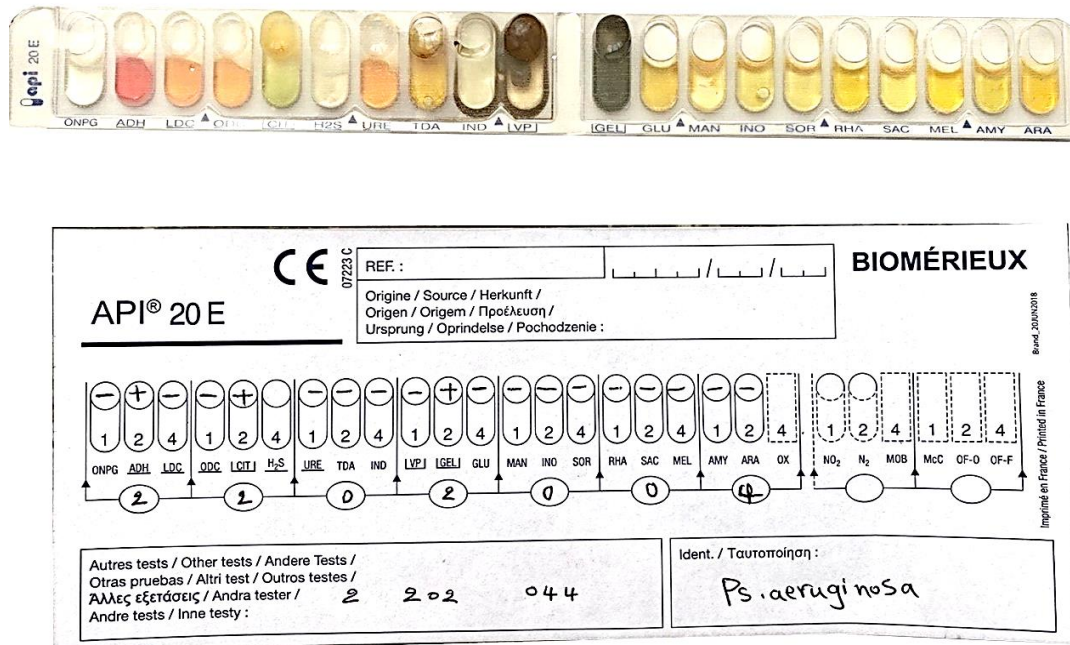 api 20 E
ONPG ADH LDC ODC CIT H2S URE TDA IND VP GEL GLU MAN INO SOR RHA SAC MEL AMY ARA
CE
07223 C
REF. :
BIOMÉRIEUX
API® 20 E
Origine / Source / Herkunft /
Origen / Origem / Προέλευση /
Ursprung / Oprindelse / Pochodzenie :
Brand_20JUN2018
− + − − + − − − − + − − − − − − − − −
1 2 4 1 2 4 1 2 4 1 2 4 1 2 4 1 2 4 1 2 4 1 2 4 1 2 4
ONPG ADH LDC ODC CIT H₂S URE TDA IND VP GEL GLU MAN INO SOR RHA SAC MEL AMY ARA OX NO₂ N₂ MOB McC OF-O OF-F
2 2 0 2 0 0 4
Imprimé en France / Printed in France
Autres tests / Other tests / Andere Tests /
Otras pruebas / Altri test / Outros testes /
Άλλες εξετάσεις / Andra tester /
Andre tests / Inne testy :
2 202 044
Ident. / Ταυτοποίηση :
Ps. aeruginosa